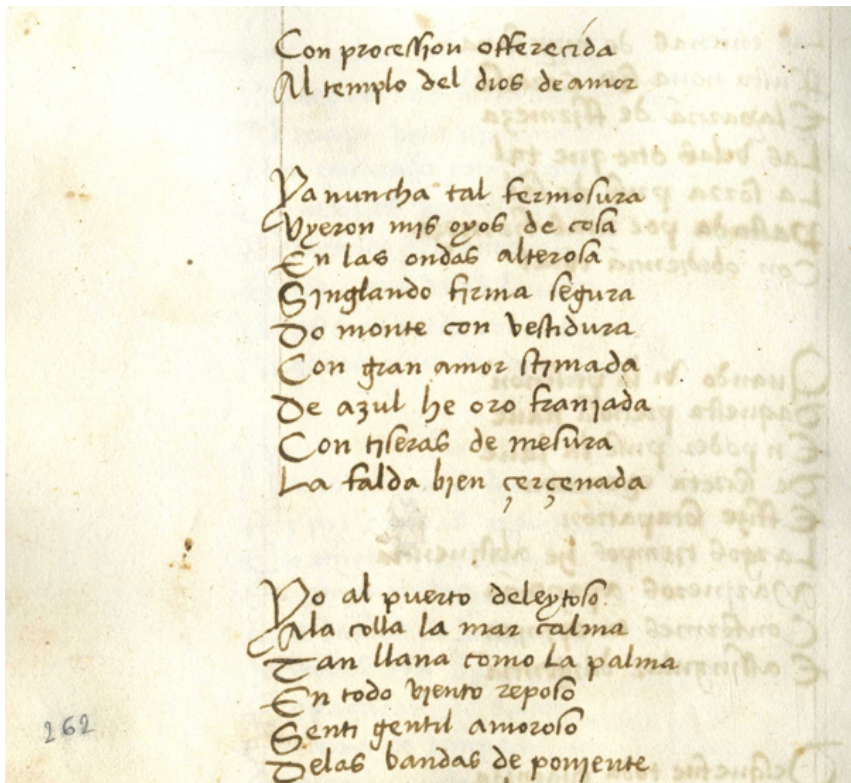 Con procession offerecida
Al templo del dios de amor
Ya nuncha tal fermosura
Vyeron mis oyos de cosa
En las ondas alterosa
Singlando firma segura
Do monte con vestidura
Con gran amor stimada
De azul he oro franjada
Con tiseras de mesura
La falda bien çerçenada
Yo al puerto deleytoso
Ala colla la mar calma
Tan llana como la palma
En todo viento reposo
Senti gentil amoroso
Delas bandas de poniente
262